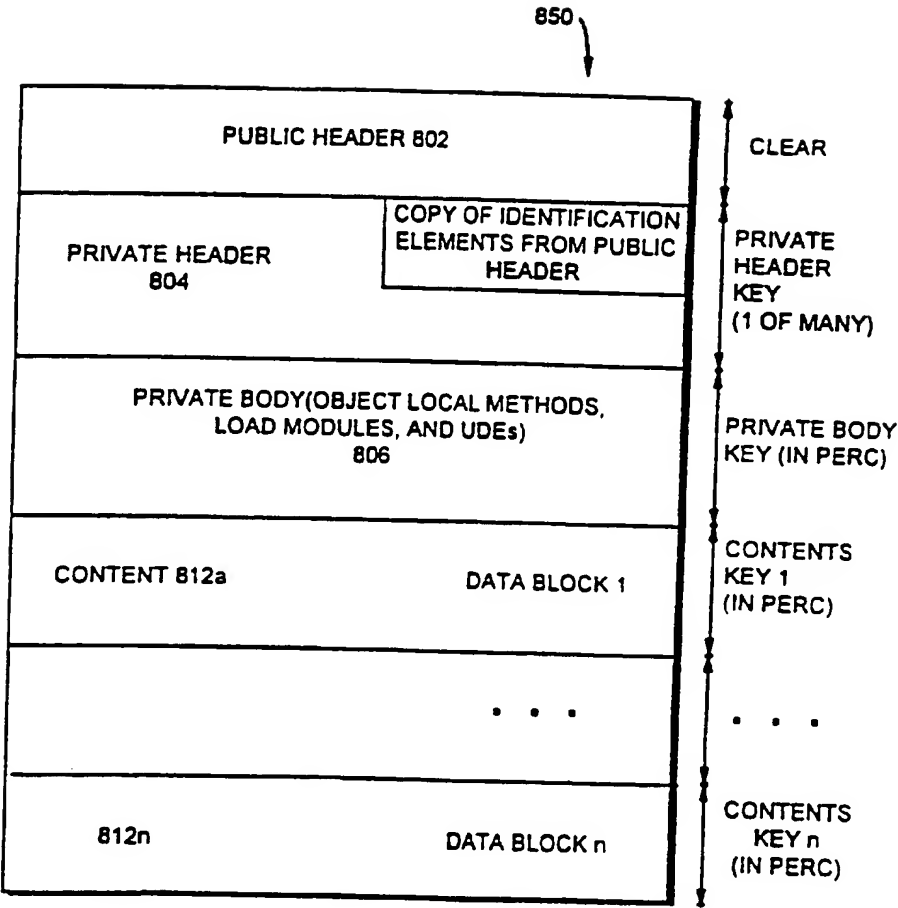 850
PUBLIC HEADER 802
CLEAR
COPY OF IDENTIFICATION
ELEMENTS FROM PUBLIC
HEADER
PRIVATE HEADER
804
PRIVATE
HEADER
KEY
(1 OF MANY)
PRIVATE BODY(OBJECT LOCAL METHODS,
LOAD MODULES, AND UDEs)
806
PRIVATE BODY
KEY (IN PERC)
CONTENT 812a
DATA BLOCK 1
CONTENTS
KEY 1
(IN PERC)
. . .
. . .
812n
DATA BLOCK n
CONTENTS
KEY n
(IN PERC)